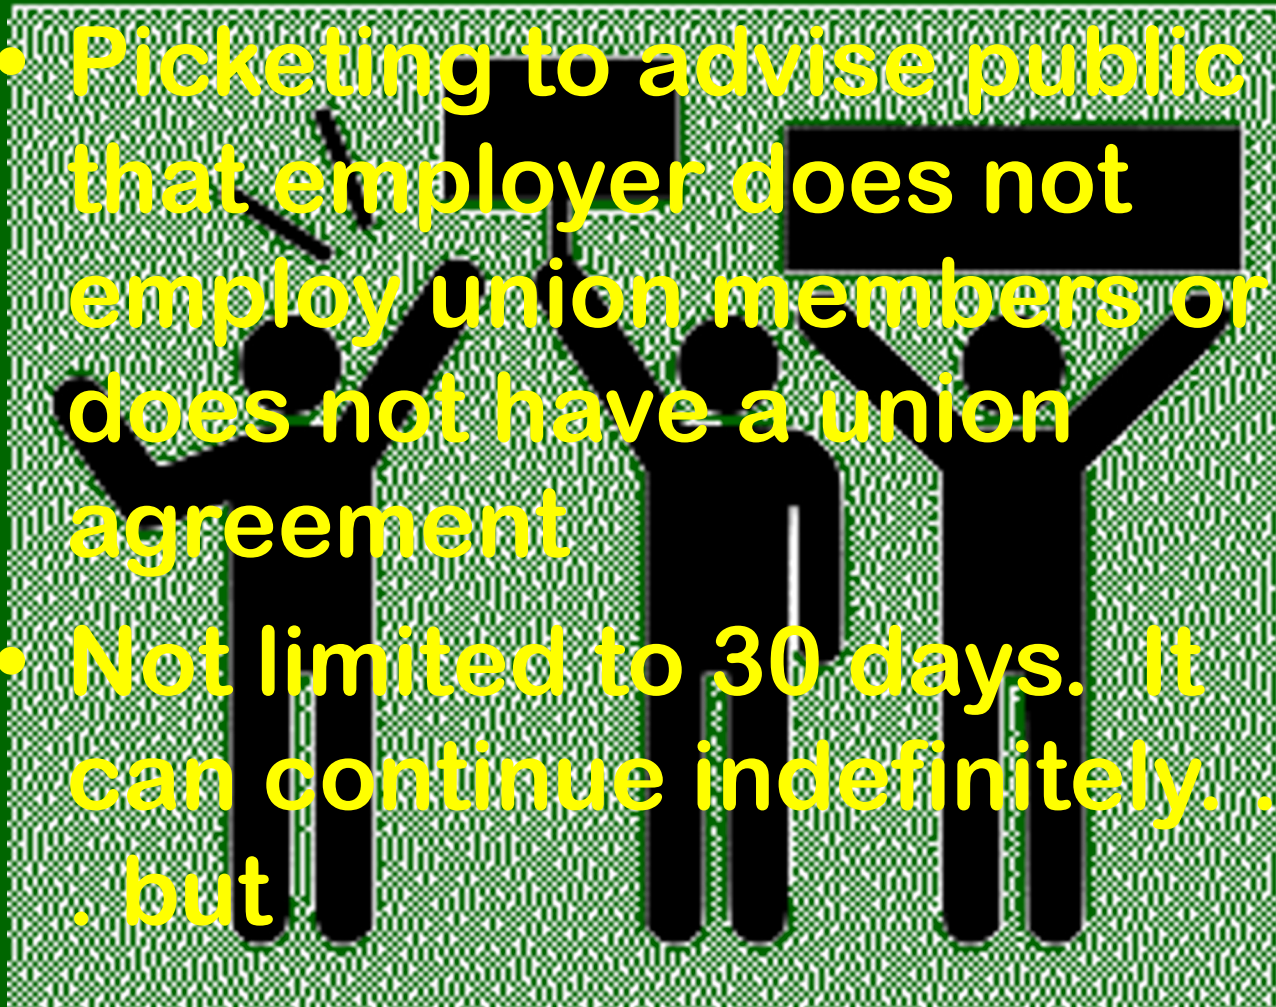 • Picketing to advise public
that employer does not
employ union members or
does not have a union
agreement
• Not limited to 30 days.  It
can continue indefinitely. .
. but